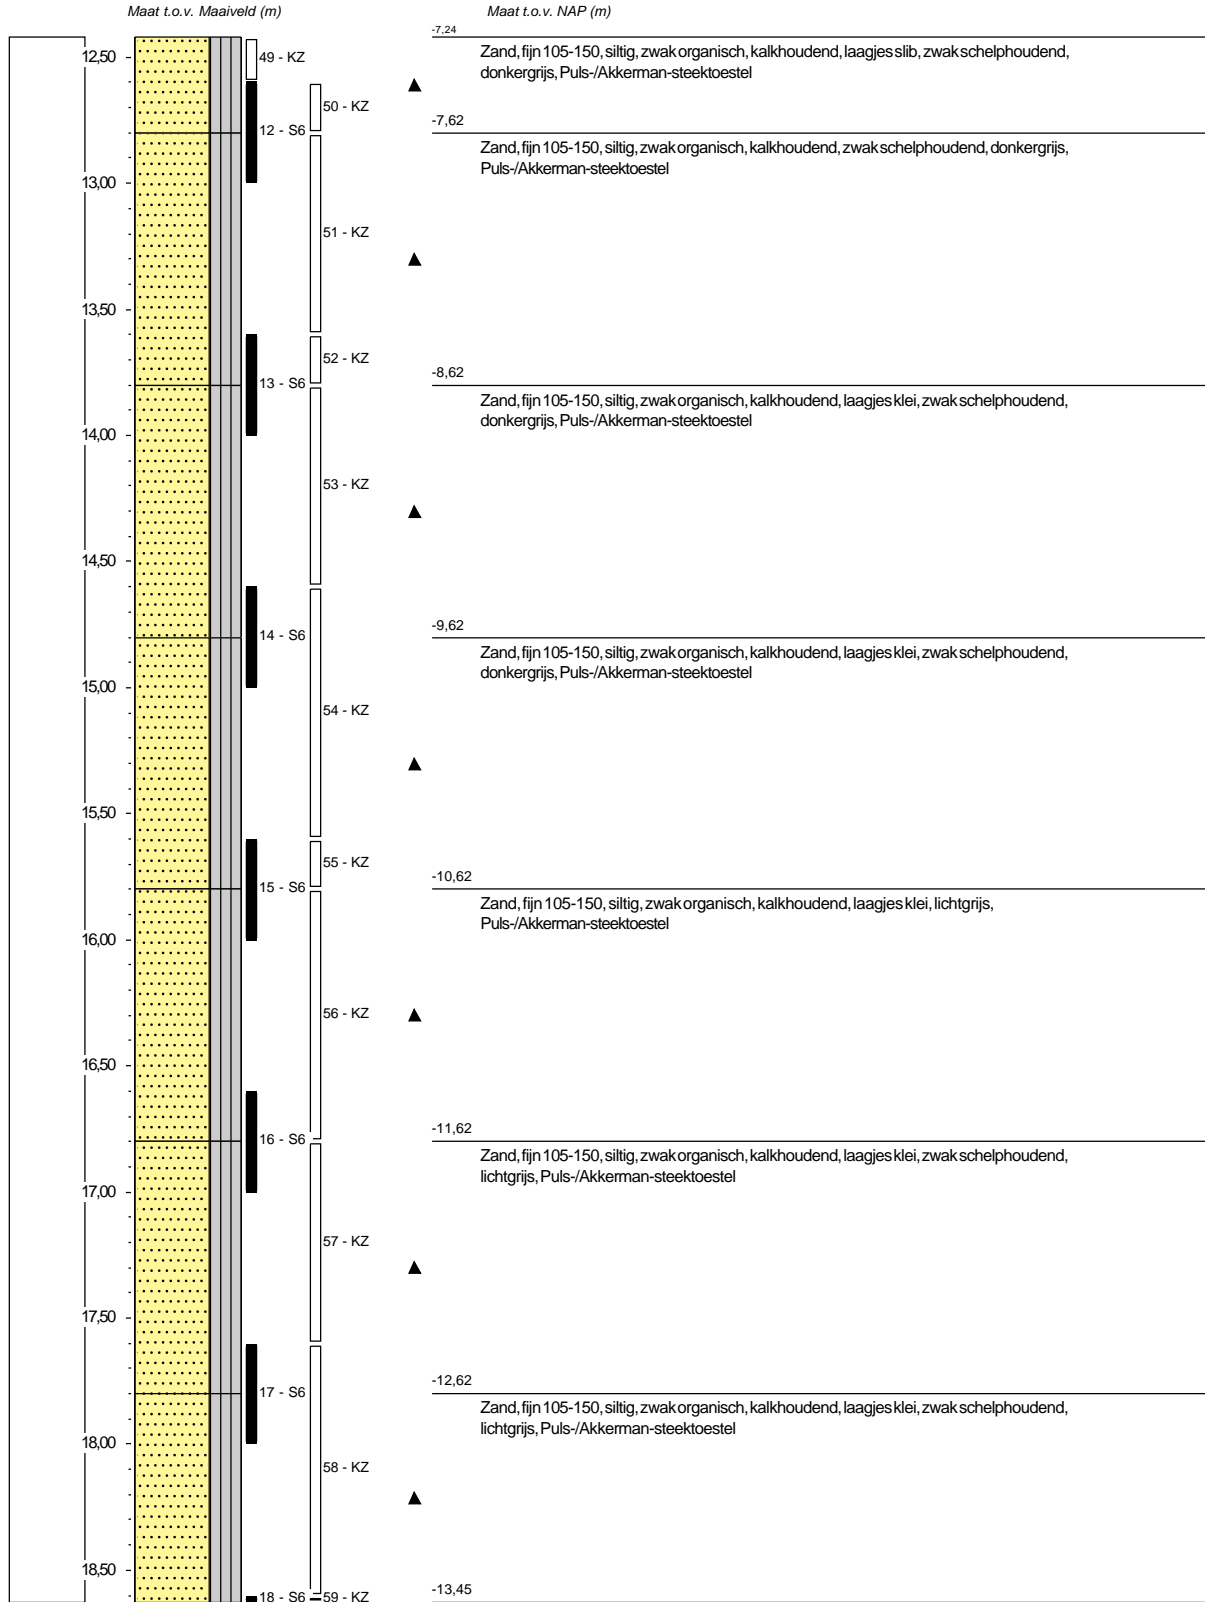 Maat t.o.v. Maaiveld (m)
Maat t.o.v. NAP (m)
-7,24
12,50
49 - KZ
Zand, fijn 105-150, siltig, zwak organisch, kalkhoudend, laagjes slib, zwak schelphoudend,
donkergrijs, Puls-/Akkerman-steektoestel
50 - KZ
12 - S6
-7,62
Zand, fijn 105-150, siltig, zwak organisch, kalkhoudend, zwak schelphoudend, donkergrijs,
Puls-/Akkerman-steektoestel
13,00
51 - KZ
13,50
52 - KZ
13 - S6
-8,62
Zand, fijn 105-150, siltig, zwak organisch, kalkhoudend, laagjes klei, zwak schelphoudend,
donkergrijs, Puls-/Akkerman-steektoestel
14,00
53 - KZ
14,50
14 - S6
-9,62
Zand, fijn 105-150, siltig, zwak organisch, kalkhoudend, laagjes klei, zwak schelphoudend,
donkergrijs, Puls-/Akkerman-steektoestel
15,00
54 - KZ
15,50
55 - KZ
15 - S6
-10,62
Zand, fijn 105-150, siltig, zwak organisch, kalkhoudend, laagjes klei, lichtgrijs,
Puls-/Akkerman-steektoestel
16,00
56 - KZ
16,50
16 - S6
-11,62
Zand, fijn 105-150, siltig, zwak organisch, kalkhoudend, laagjes klei, zwak schelphoudend,
lichtgrijs, Puls-/Akkerman-steektoestel
17,00
57 - KZ
17,50
17 - S6
-12,62
Zand, fijn 105-150, siltig, zwak organisch, kalkhoudend, laagjes klei, zwak schelphoudend,
lichtgrijs, Puls-/Akkerman-steektoestel
18,00
58 - KZ
18,50
18 - S6
59 - KZ
-13,45